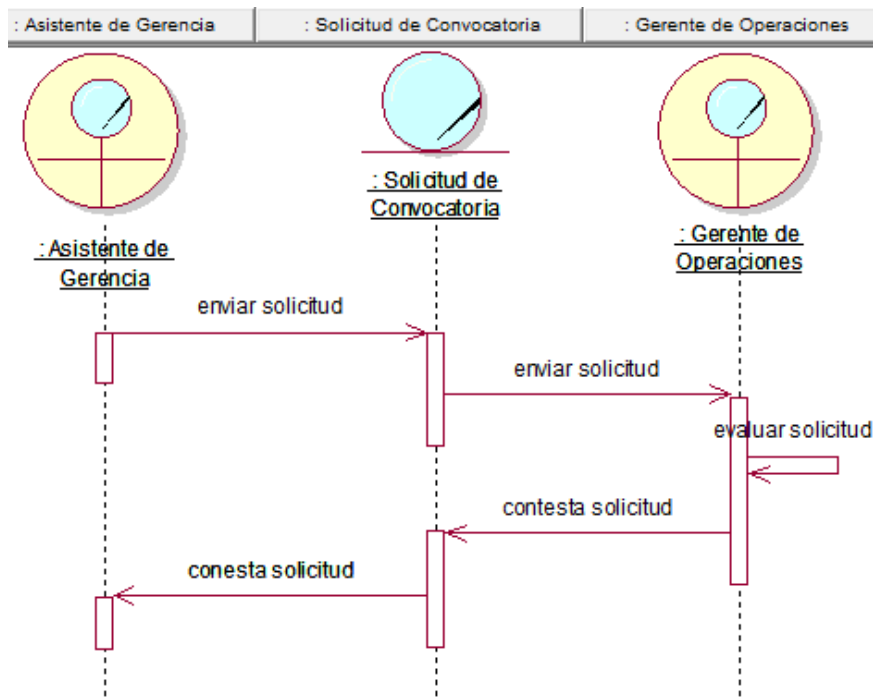 : Asistente de Gerencia
: Solicitud de Convocatoria
: Gerente de Operaciones
: Solicitud de
Convocatoria
: Asistente de
Gerencia
: Gerente de
Operaciones
enviar solicitud
enviar solicitud
evaluar solicitud
contesta solicitud
conesta solicitud